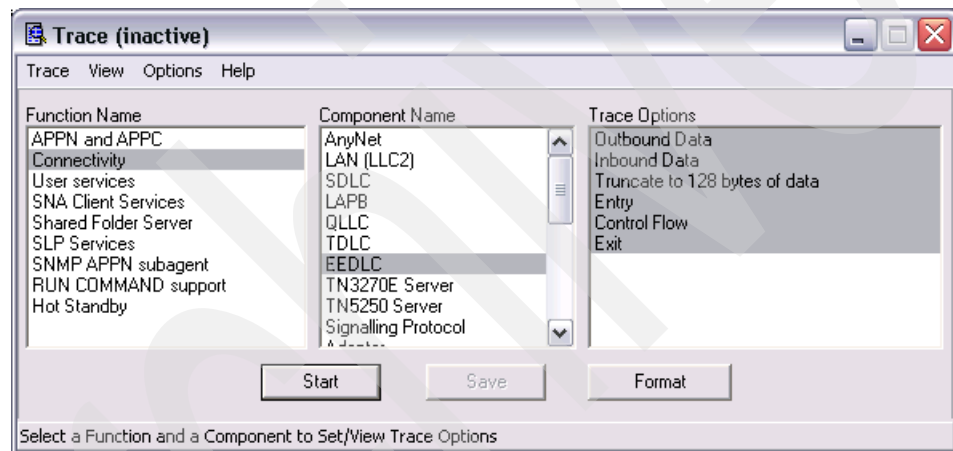 Trace (inactive)
Trace View Options Help
Function Name
APPN and APPC
Connectivity
User services
SNA Client Services
Shared Folder Server
SLP Services
SNMP APPN subagent
RUN COMMAND support
Hot Standby
Component Name
AnyNet
LAN (LLC2)
SDLC
LAPB
QLLC
TDLC
EEDLC
TN3270E Server
TN5250 Server
Signalling Protocol
Trace Options
Outbound Data
Inbound Data
Truncate to 128 bytes of data
Entry
Control Flow
Exit
Start Save Format
Select a Function and a Component to Set/View Trace Options